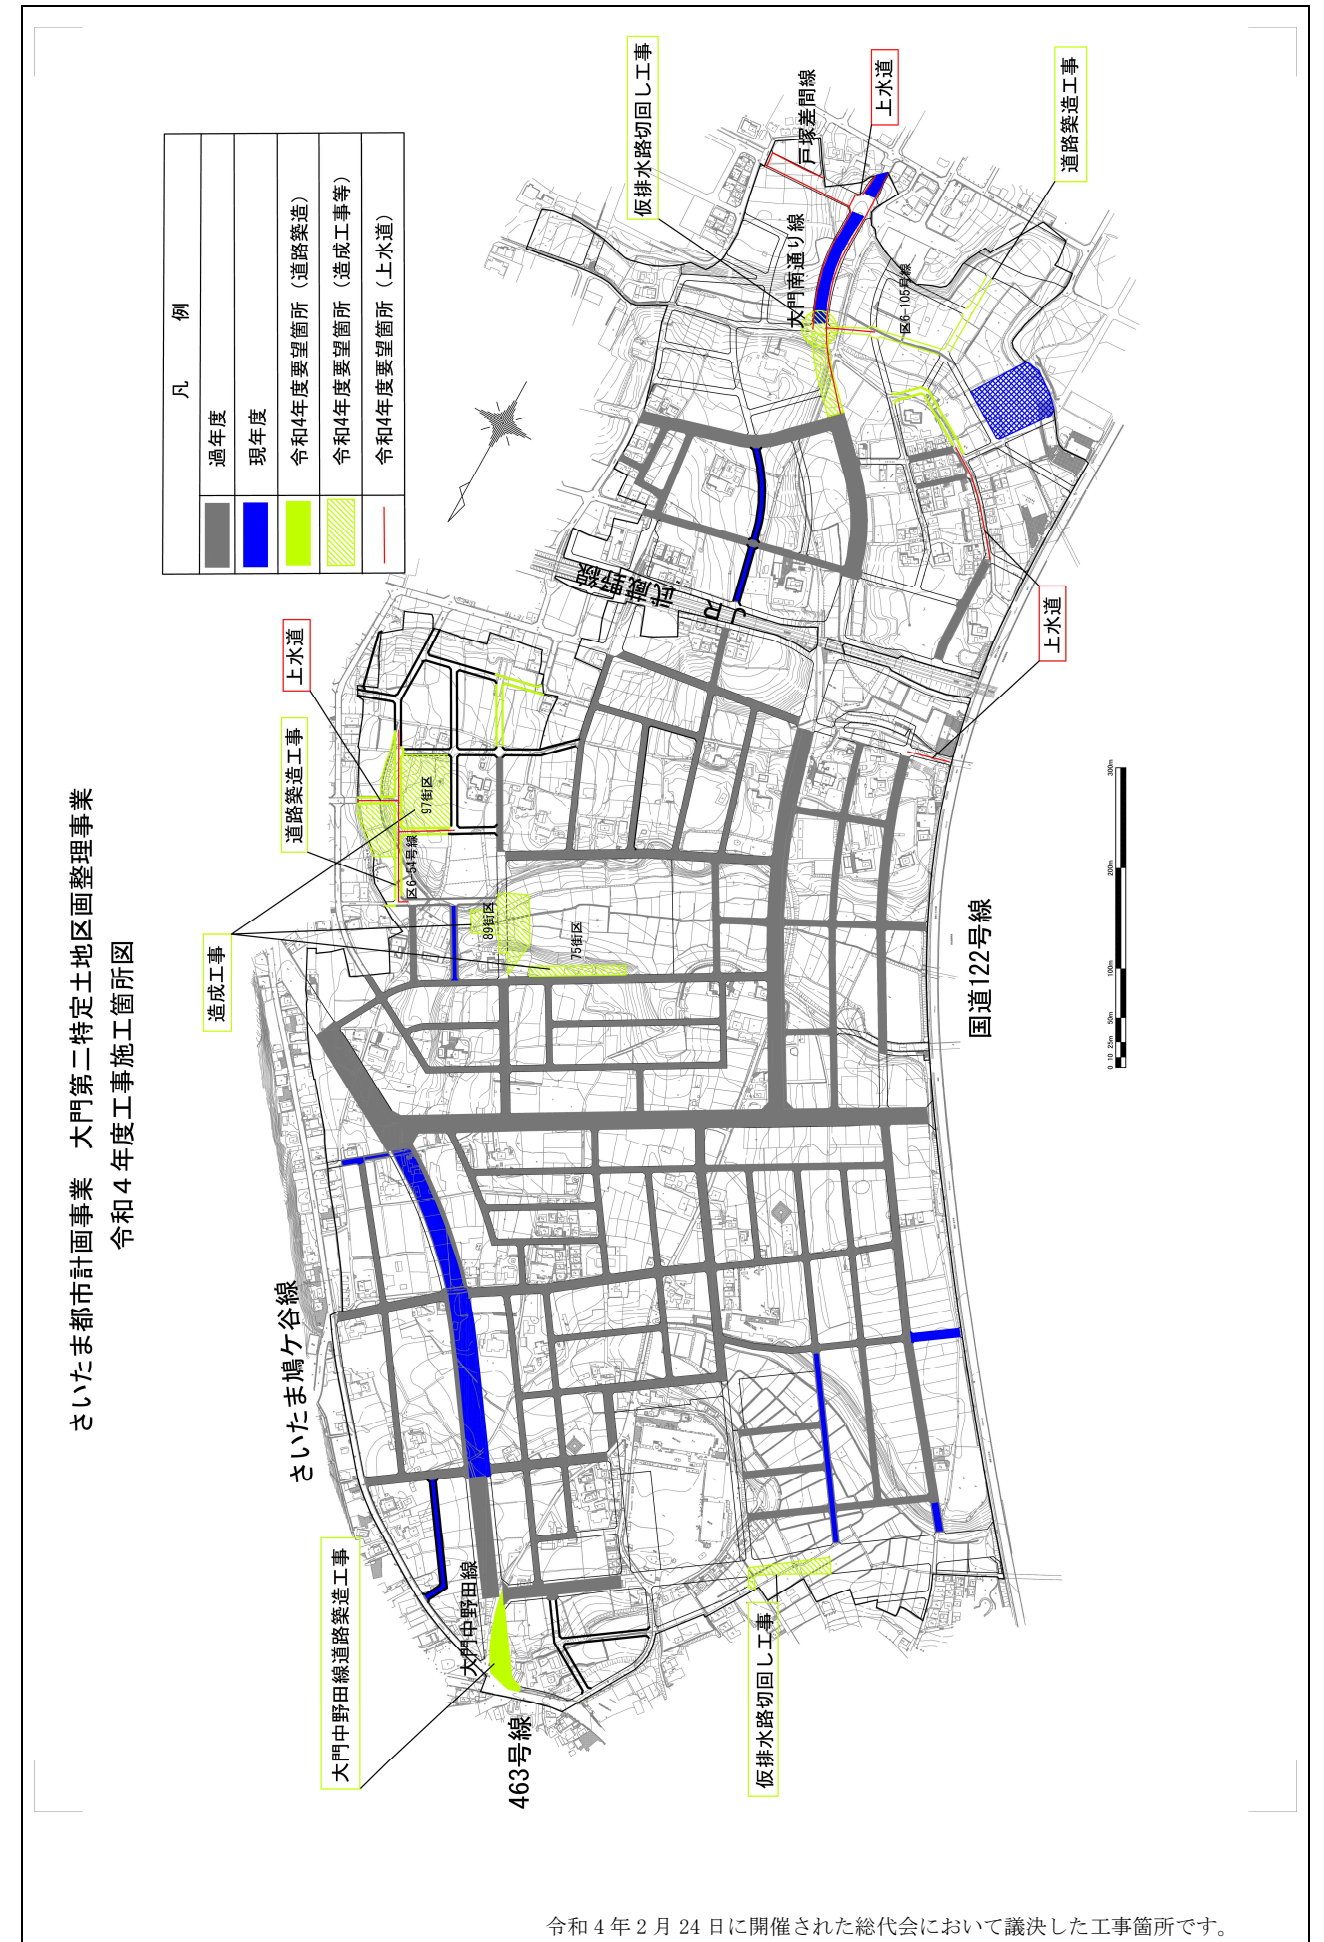 さいたま都市計画事業　大門第二特定土地区画整理事業
令和４年度工事施工箇所図
凡　例
過年度
現年度
令和4年度要望箇所（道路築造）
令和4年度要望箇所（造成工事等）
令和4年度要望箇所（上水道）
大門中野田線道路築造工事
さいたま鳩ケ谷線
造成工事
道路築造工事
上水道
仮排水路切回し工事
戸塚差間線
上水道
道路築造工事
大門南通り線
区6-105号線
JR 武蔵野線
97街区
区6-54号線
89街区
75街区
上水道
国道122号線
大門中野田線
463号線
仮排水路切回し工事
0 10 25m 50m 100m 200m 300m
令和 4 年 2 月 24 日に開催された総代会において議決した工事箇所です。